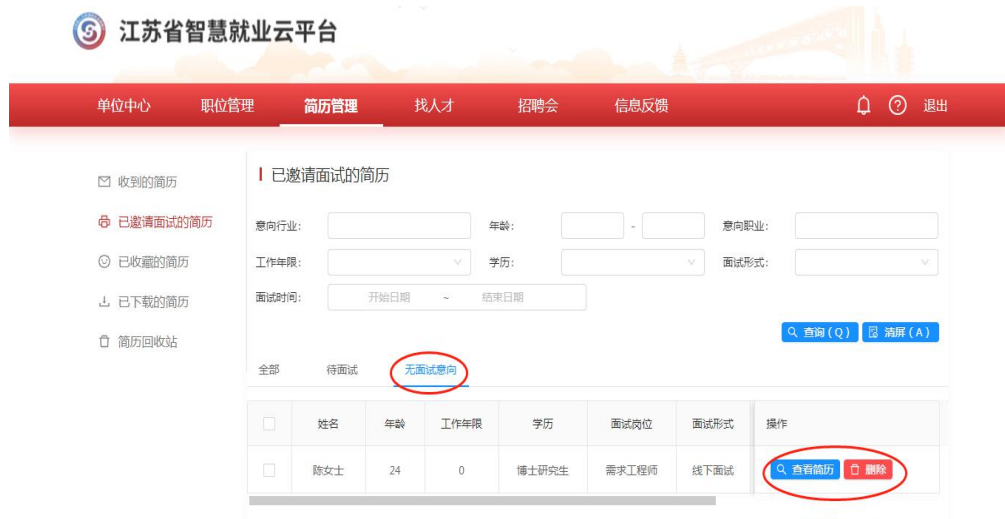 江苏省智慧就业云平台
单位中心 职位管理 简历管理 找人才 招聘会 信息反馈 退出
收到的简历
已邀请面试的简历
已收藏的简历
已下载的简历
简历回收站
已邀请面试的简历
意向行业: 年龄: - 意向职业:
工作年限: 学历: 面试形式:
面试时间: 开始日期 ~ 结束日期
查询(Q) 清屏(A)
全部 待面试 无面试意向
姓名 年龄 工作年限 学历 面试岗位 面试形式 操作
陈女士 24 0 博士研究生 需求工程师 线下面试 查看简历 删除